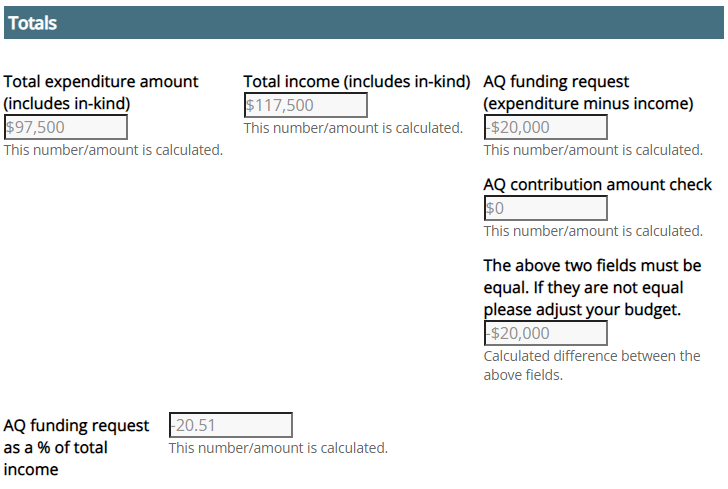 Totals
Total expenditure amount
(includes in-kind)
$97,500
This number/amount is calculated.
Total income (includes in-kind)
$117,500
This number/amount is calculated.
AQ funding request
(expenditure minus income)
-$20,000
This number/amount is calculated.
AQ contribution amount check
$0
This number/amount is calculated.
The above two fields must be
equal. If they are not equal
please adjust your budget.
-$20,000
Calculated difference between the
above fields.
AQ funding request
as a % of total
income
-20.51
This number/amount is calculated.